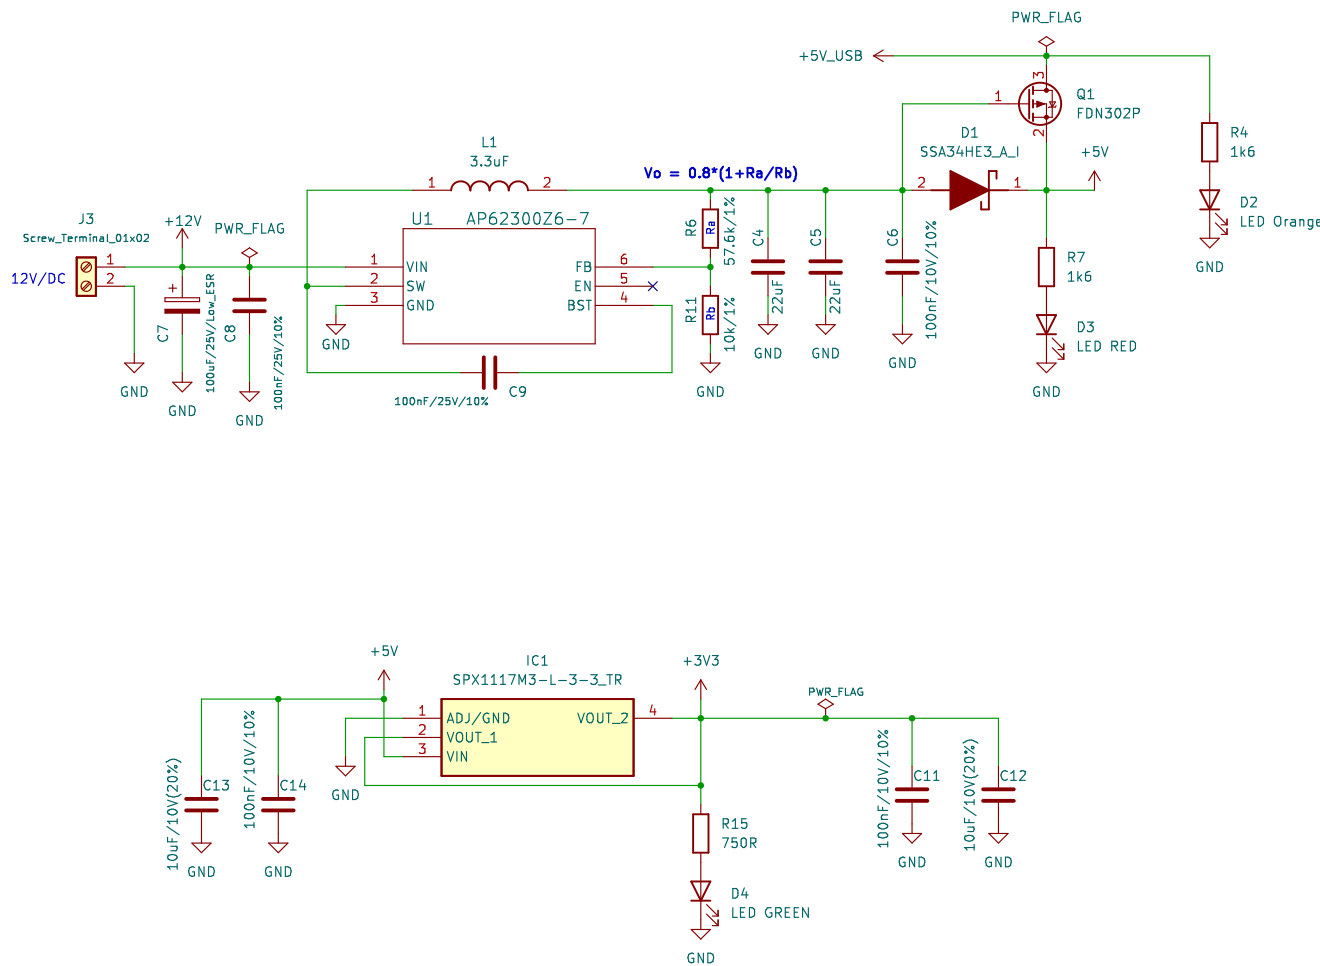 PWR_FLAG
+5V_USB
3
1
Q1
FDN302P
2
R4
1k6
D2
LED Orange
GND
D1
SSA34HE3_A_I
2
1
+5V
L1
3.3uF
1
2
Vo = 0.8*(1+Ra/Rb)
J3
Screw_Terminal_01x02
12V/DC
1
2
GND
+12V
PWR_FLAG
+
C7
100uF/25V/Low_ESR
GND
C8
100nF/25V/10%
GND
U1
AP62300Z6-7
1
VIN
2
SW
3
GND
FB
6
EN
5
BST
4
GND
C9
100nF/25V/10%
R6
Ra
57.6k/1%
R11
Rb
10k/1%
GND
C4
22uF
GND
C5
22uF
GND
C6
100nF/10V/10%
GND
R7
1k6
D3
LED RED
GND
+5V
IC1
SPX1117M3-L-3-3_TR
1
ADJ/GND
2
VOUT_1
3
VIN
VOUT_2
4
GND
+3V3
PWR_FLAG
C13
10uF/10V(20%)
GND
C14
100nF/10V/10%
GND
R15
750R
D4
LED GREEN
GND
C11
100nF/10V/10%
GND
C12
10uF/10V(20%)
GND